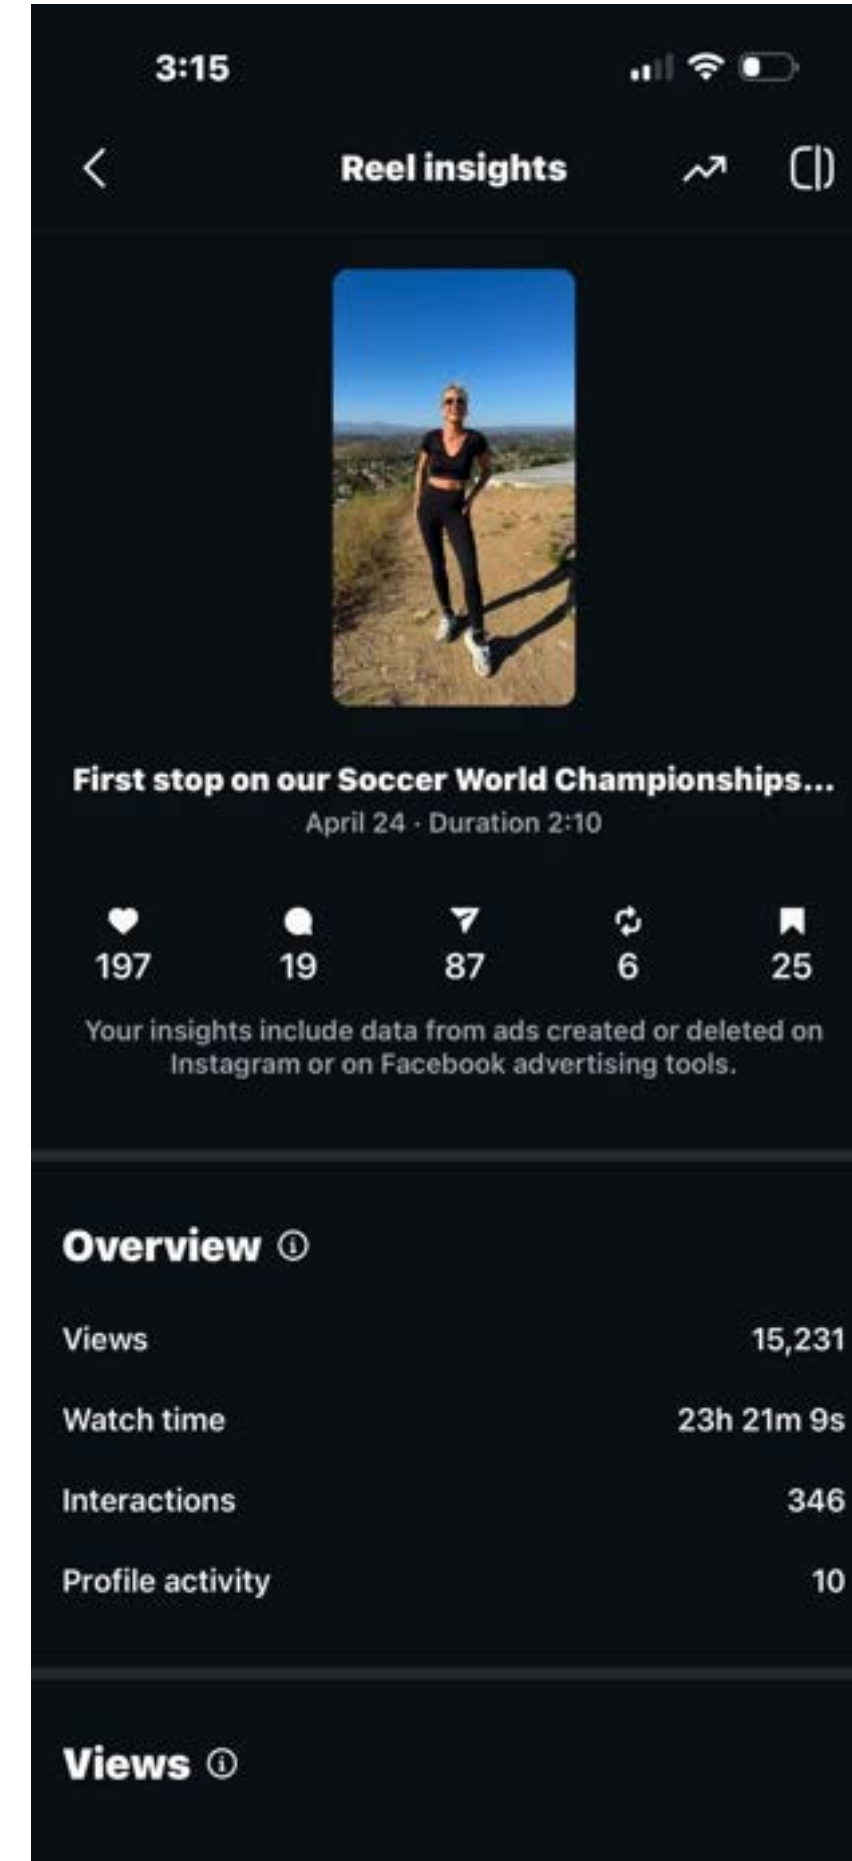 3:15
Reel insights
First stop on our Soccer World Championships...
April 24 · Duration 2:10
197 19 87 6 25
Your insights include data from ads created or deleted on
Instagram or on Facebook advertising tools.
Overview
Views 15,231
Watch time 23h 21m 9s
Interactions 346
Profile activity 10
Views